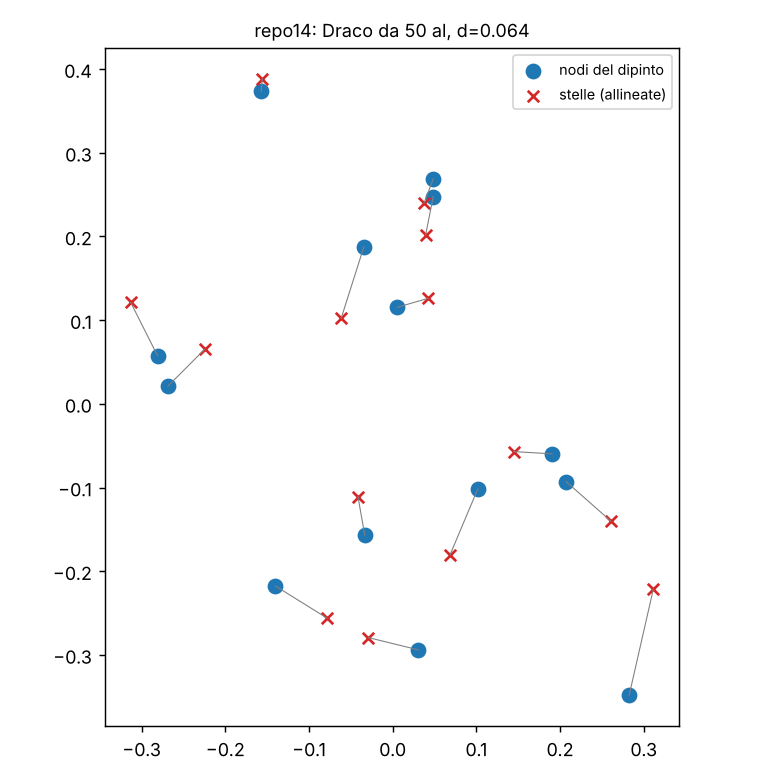 repo14: Draco da 50 al, d=0.064
nodi del dipinto
stelle (allineate)
0.4
0.3
0.2
0.1
0.0
−0.1
−0.2
−0.3
−0.3 −0.2 −0.1 0.0 0.1 0.2 0.3